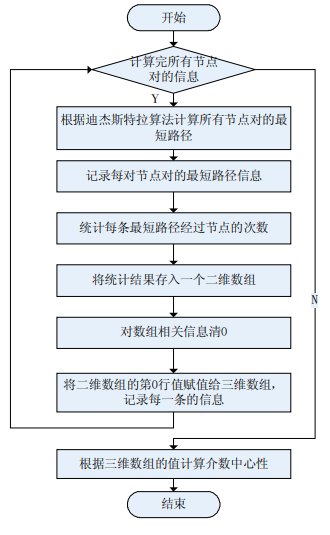 开始
计算完所有节点
对的信息
Y
根据迪杰斯特拉算法计算所有节点对的最
短路径
记录每对节点对的最短路径信息
统计每条最短路径经过节点的次数
将统计结果存入一个二维数组
对数组相关信息清0
N
将二维数组的第0行值赋值给三维数组，
记录每一条的信息
根据三维数组的值计算介数中心性
结束